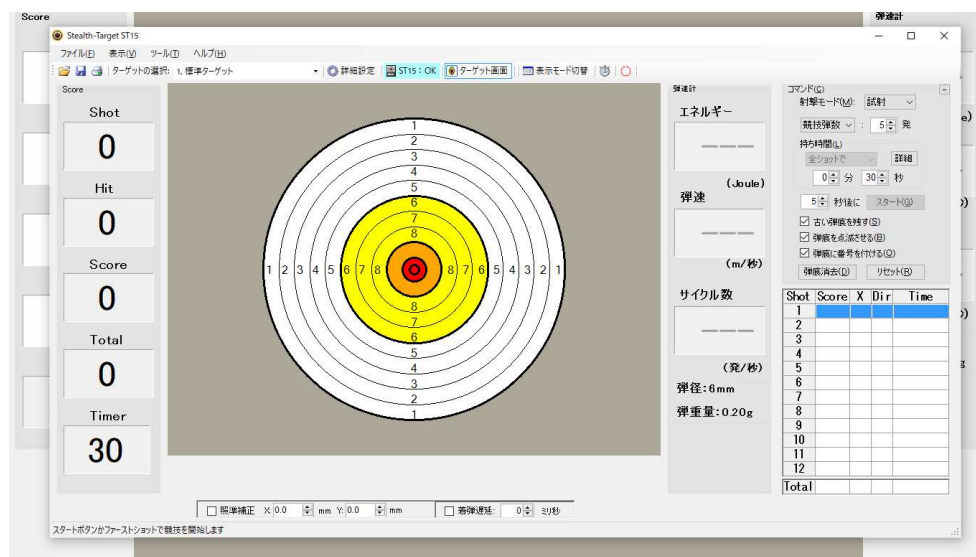 Score
弾速計
Stealth-Target ST15
ファイル(F) 表示(V) ツール(T) ヘルプ(H)
ターゲットの選択: 1. 標準ターゲット 詳細設定 ST15：OK ターゲット画面 表示モード切替
Score
Shot
0
Hit
0
Score
0
Total
0
Timer
30
1
2
3
4
5
6
7
8
1 2 3 4 5 6 7 8 8 7 6 5 4 3 2 1
8
7
6
5
4
3
2
1
弾速計
エネルギー
---
(Joule)
弾速
---
(m/秒)
サイクル数
---
(発/秒)
弾径:6mm
弾重量:0.20g
コマンド(C)
射撃モード(M): 試射
競技弾数 : 5 発
持ち時間(L)
全ショットで 詳細
0 分 30 秒
5 秒後に スタート(G)
古い弾痕を残す(S)
弾痕を点滅させる(B)
弾痕に番号を付ける(O)
弾痕消去(D) リセット(R)
Shot Score X Dir Time
1
2
3
4
5
6
7
8
9
10
11
12
Total
照準補正 X: 0.0 mm Y: 0.0 mm 着弾遅延: 0 ミリ秒
スタートボタンかファーストショットで競技を開始します
e)